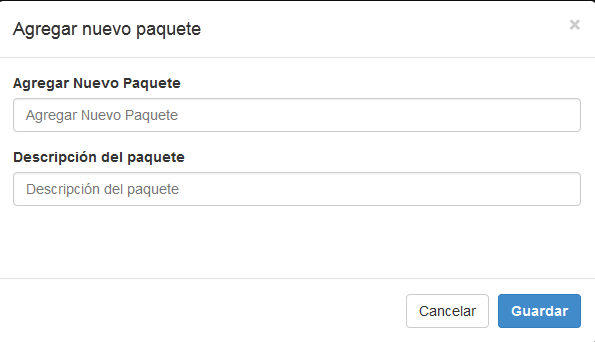 Agregar nuevo paquete ×
Agregar Nuevo Paquete
Agregar Nuevo Paquete
Descripción del paquete
Descripción del paquete
Cancelar Guardar